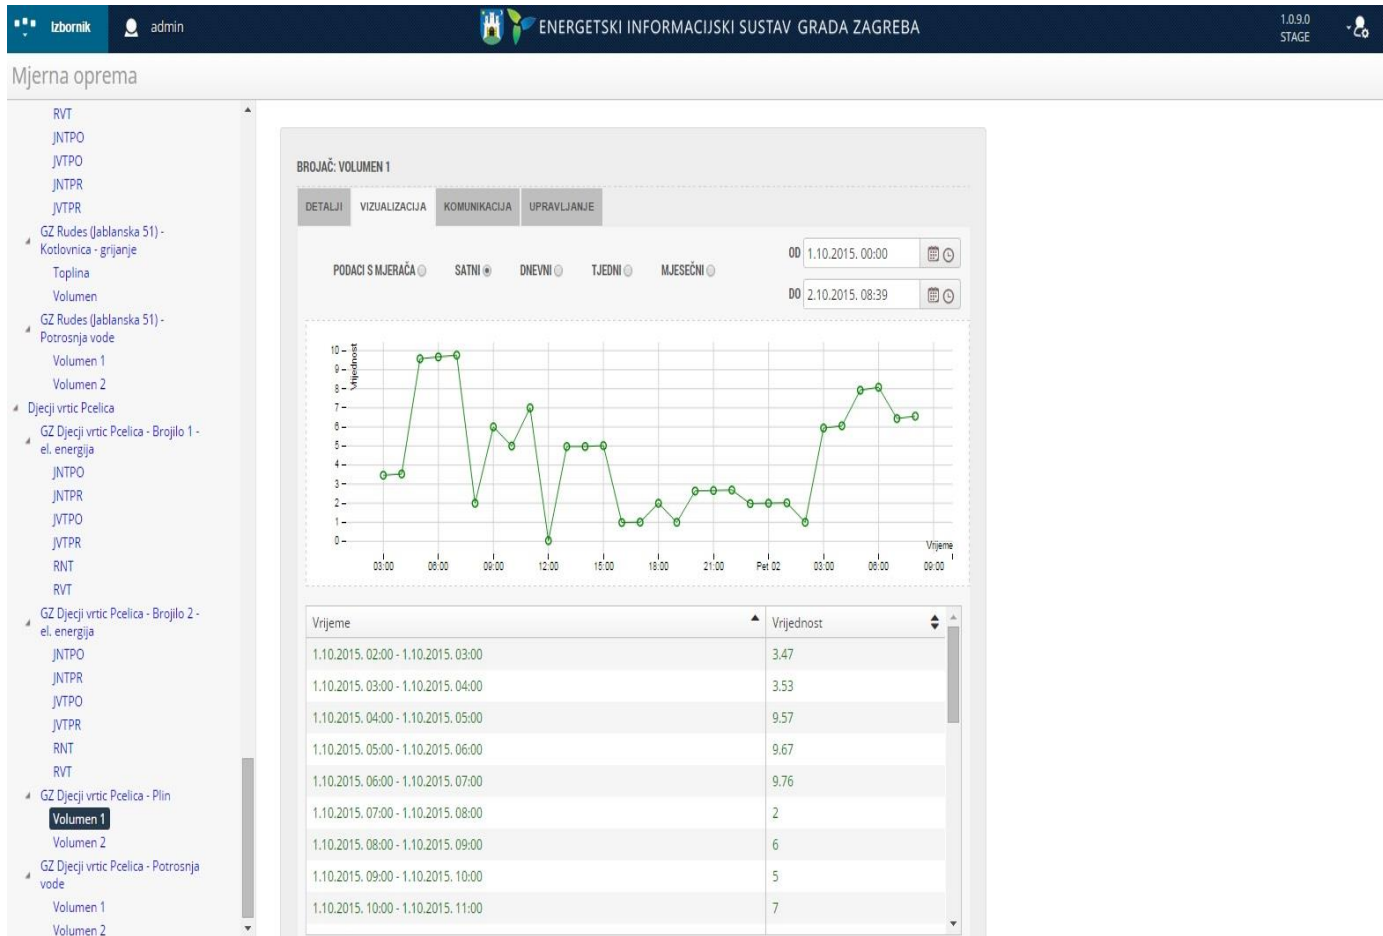 Izbornik admin ENERGETSKI INFORMACIJSKI SUSTAV GRADA ZAGREBA 1.0.9.0
STAGE
Mjerna oprema
RVT
JNTPO
JVTPO
JNTPR
JVTPR
GZ Rudes (Jablanska 51) -
Kotlovnica - grijanje
Toplina
Volumen
GZ Rudes (Jablanska 51) -
Potrosnja vode
Volumen 1
Volumen 2
Djecji vrtic Pcelica
GZ Djecji vrtic Pcelica - Brojilo 1 -
el. energija
JNTPO
JNTPR
JVTPO
JVTPR
RNT
RVT
GZ Djecji vrtic Pcelica - Brojilo 2 -
el. energija
JNTPO
JNTPR
JVTPO
JVTPR
RNT
RVT
GZ Djecji vrtic Pcelica - Plin
Volumen 1
Volumen 2
GZ Djecji vrtic Pcelica - Potrosnja
vode
Volumen 1
Volumen 2
BROJAČ: VOLUMEN 1
DETALJI VIZUALIZACIJA KOMUNIKACIJA UPRAVLJANJE
OD 1.10.2015. 00:00
PODACI S MJERAČA SATNI DNEVNI TJEDNI MJESEČNI
DO 2.10.2015. 08:39
Vrijednost
10
9
8
7
6
5
4
3
2
1
0
Vrijeme
03:00 06:00 09:00 12:00 15:00 18:00 21:00 Pet 02 03:00 06:00 09:00
Vrijeme Vrijednost
1.10.2015. 02:00 - 1.10.2015. 03:00 3.47
1.10.2015. 03:00 - 1.10.2015. 04:00 3.53
1.10.2015. 04:00 - 1.10.2015. 05:00 9.57
1.10.2015. 05:00 - 1.10.2015. 06:00 9.67
1.10.2015. 06:00 - 1.10.2015. 07:00 9.76
1.10.2015. 07:00 - 1.10.2015. 08:00 2
1.10.2015. 08:00 - 1.10.2015. 09:00 6
1.10.2015. 09:00 - 1.10.2015. 10:00 5
1.10.2015. 10:00 - 1.10.2015. 11:00 7